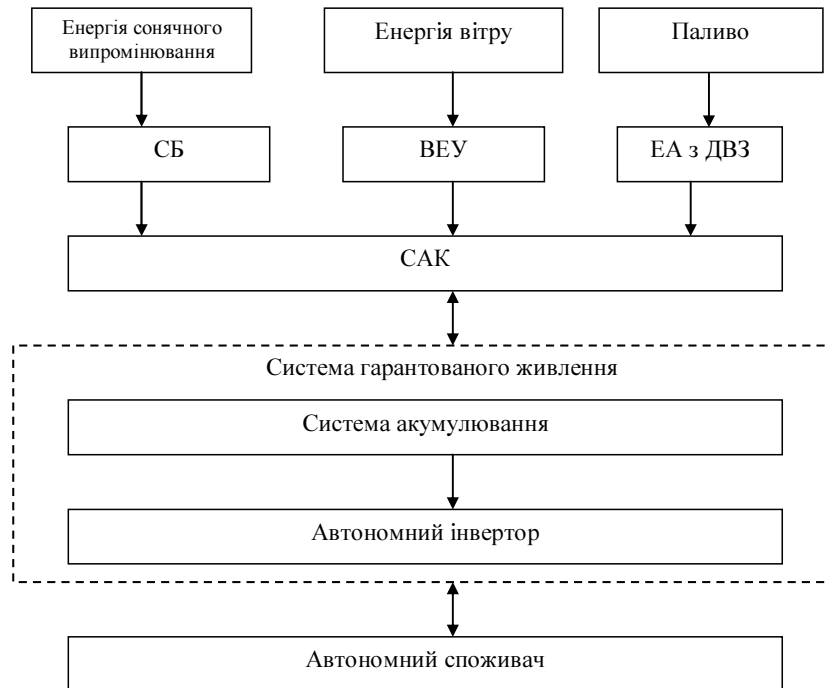 Енергія сонячного
випромінювання
Енергія вітру
Паливо
СБ
ВЕУ
ЕА з ДВЗ
САК
Система гарантованого живлення
Система акумулювання
Автономний інвертор
Автономний споживач